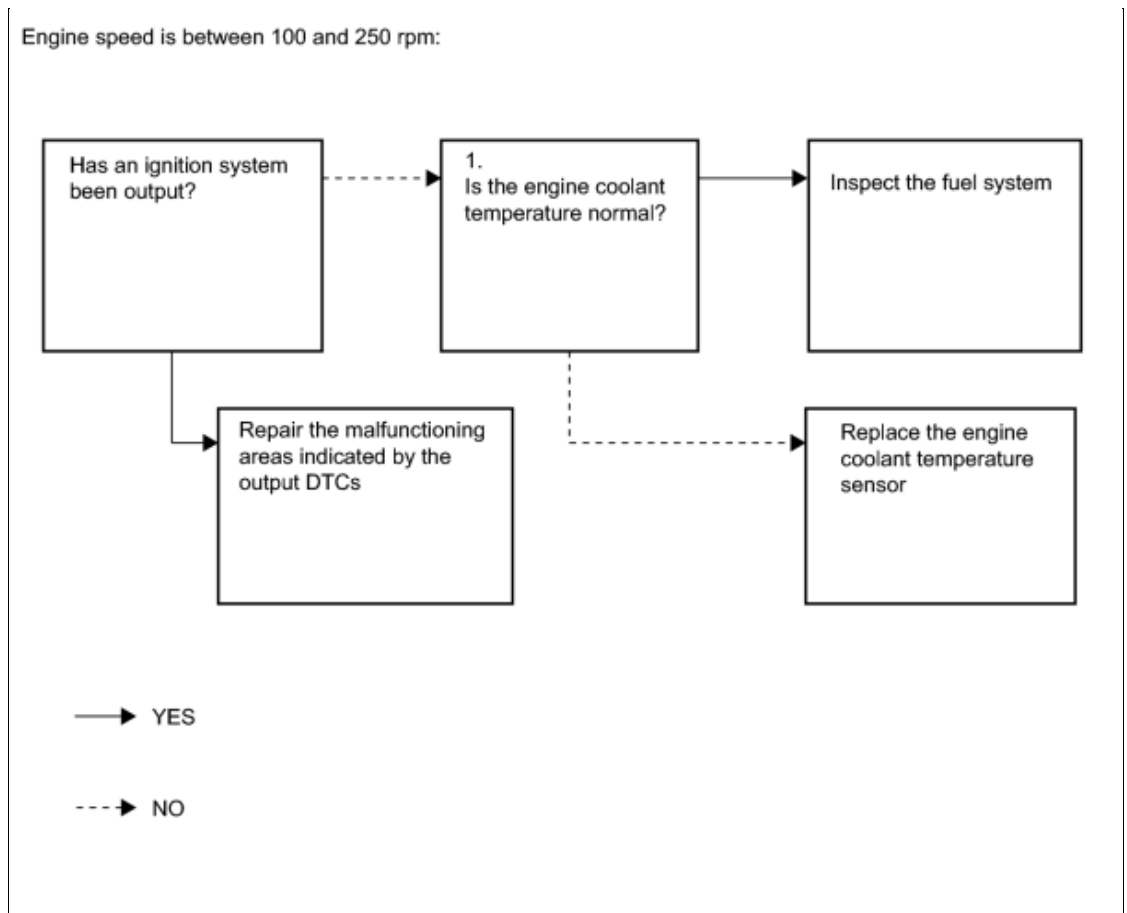 Engine speed is between 100 and 250 rpm:
Has an ignition system
been output?
1.
Is the engine coolant
temperature normal?
Inspect the fuel system
Repair the malfunctioning
areas indicated by the
output DTCs
Replace the engine
coolant temperature
sensor
YES
NO